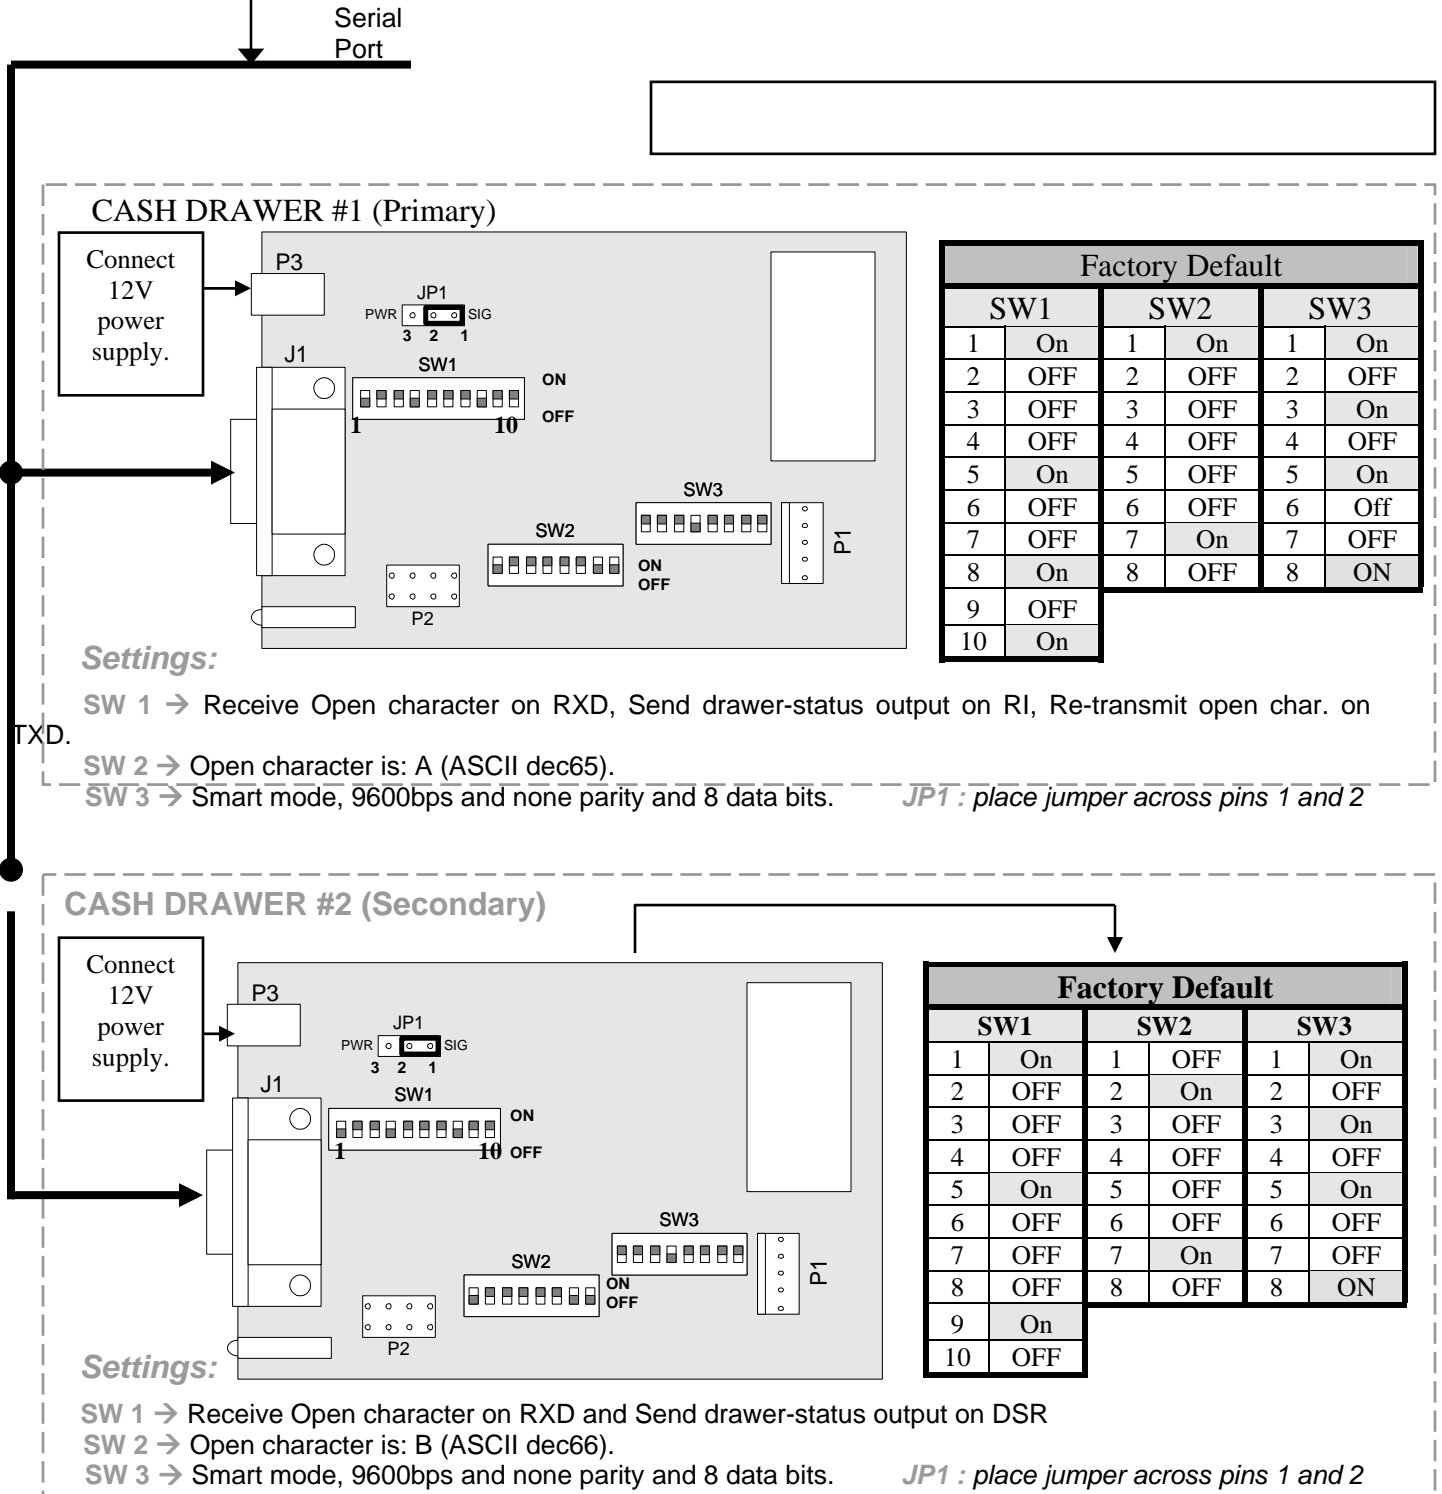 Serial
Port
CASH DRAWER #1 (Primary)
Connect
12V
power
supply.
P3
JP1
PWR SIG
3 2 1
J1
SW1
ON
OFF
1 10
SW3
SW2
ON
OFF
P1
P2
Factory Default
SW1 SW2 SW3
1 On 1 On 1 On
2 OFF 2 OFF 2 OFF
3 OFF 3 OFF 3 On
4 OFF 4 OFF 4 OFF
5 On 5 OFF 5 On
6 OFF 6 OFF 6 Off
7 OFF 7 On 7 OFF
8 On 8 OFF 8 ON
9 OFF
10 On
Settings:
SW 1 → Receive Open character on RXD, Send drawer-status output on RI, Re-transmit open char. on
TXD.
SW 2 → Open character is: A (ASCII dec65).
SW 3 → Smart mode, 9600bps and none parity and 8 data bits. JP1 : place jumper across pins 1 and 2
CASH DRAWER #2 (Secondary)
Connect
12V
power
supply.
P3
JP1
PWR SIG
3 2 1
J1
SW1
ON
OFF
1 10
SW3
SW2
ON
OFF
P1
P2
Factory Default
SW1 SW2 SW3
1 On 1 OFF 1 On
2 OFF 2 On 2 OFF
3 OFF 3 OFF 3 On
4 OFF 4 OFF 4 OFF
5 On 5 OFF 5 On
6 OFF 6 OFF 6 OFF
7 OFF 7 On 7 OFF
8 OFF 8 OFF 8 ON
9 On
10 OFF
Settings:
SW 1 → Receive Open character on RXD and Send drawer-status output on DSR
SW 2 → Open character is: B (ASCII dec66).
SW 3 → Smart mode, 9600bps and none parity and 8 data bits. JP1 : place jumper across pins 1 and 2